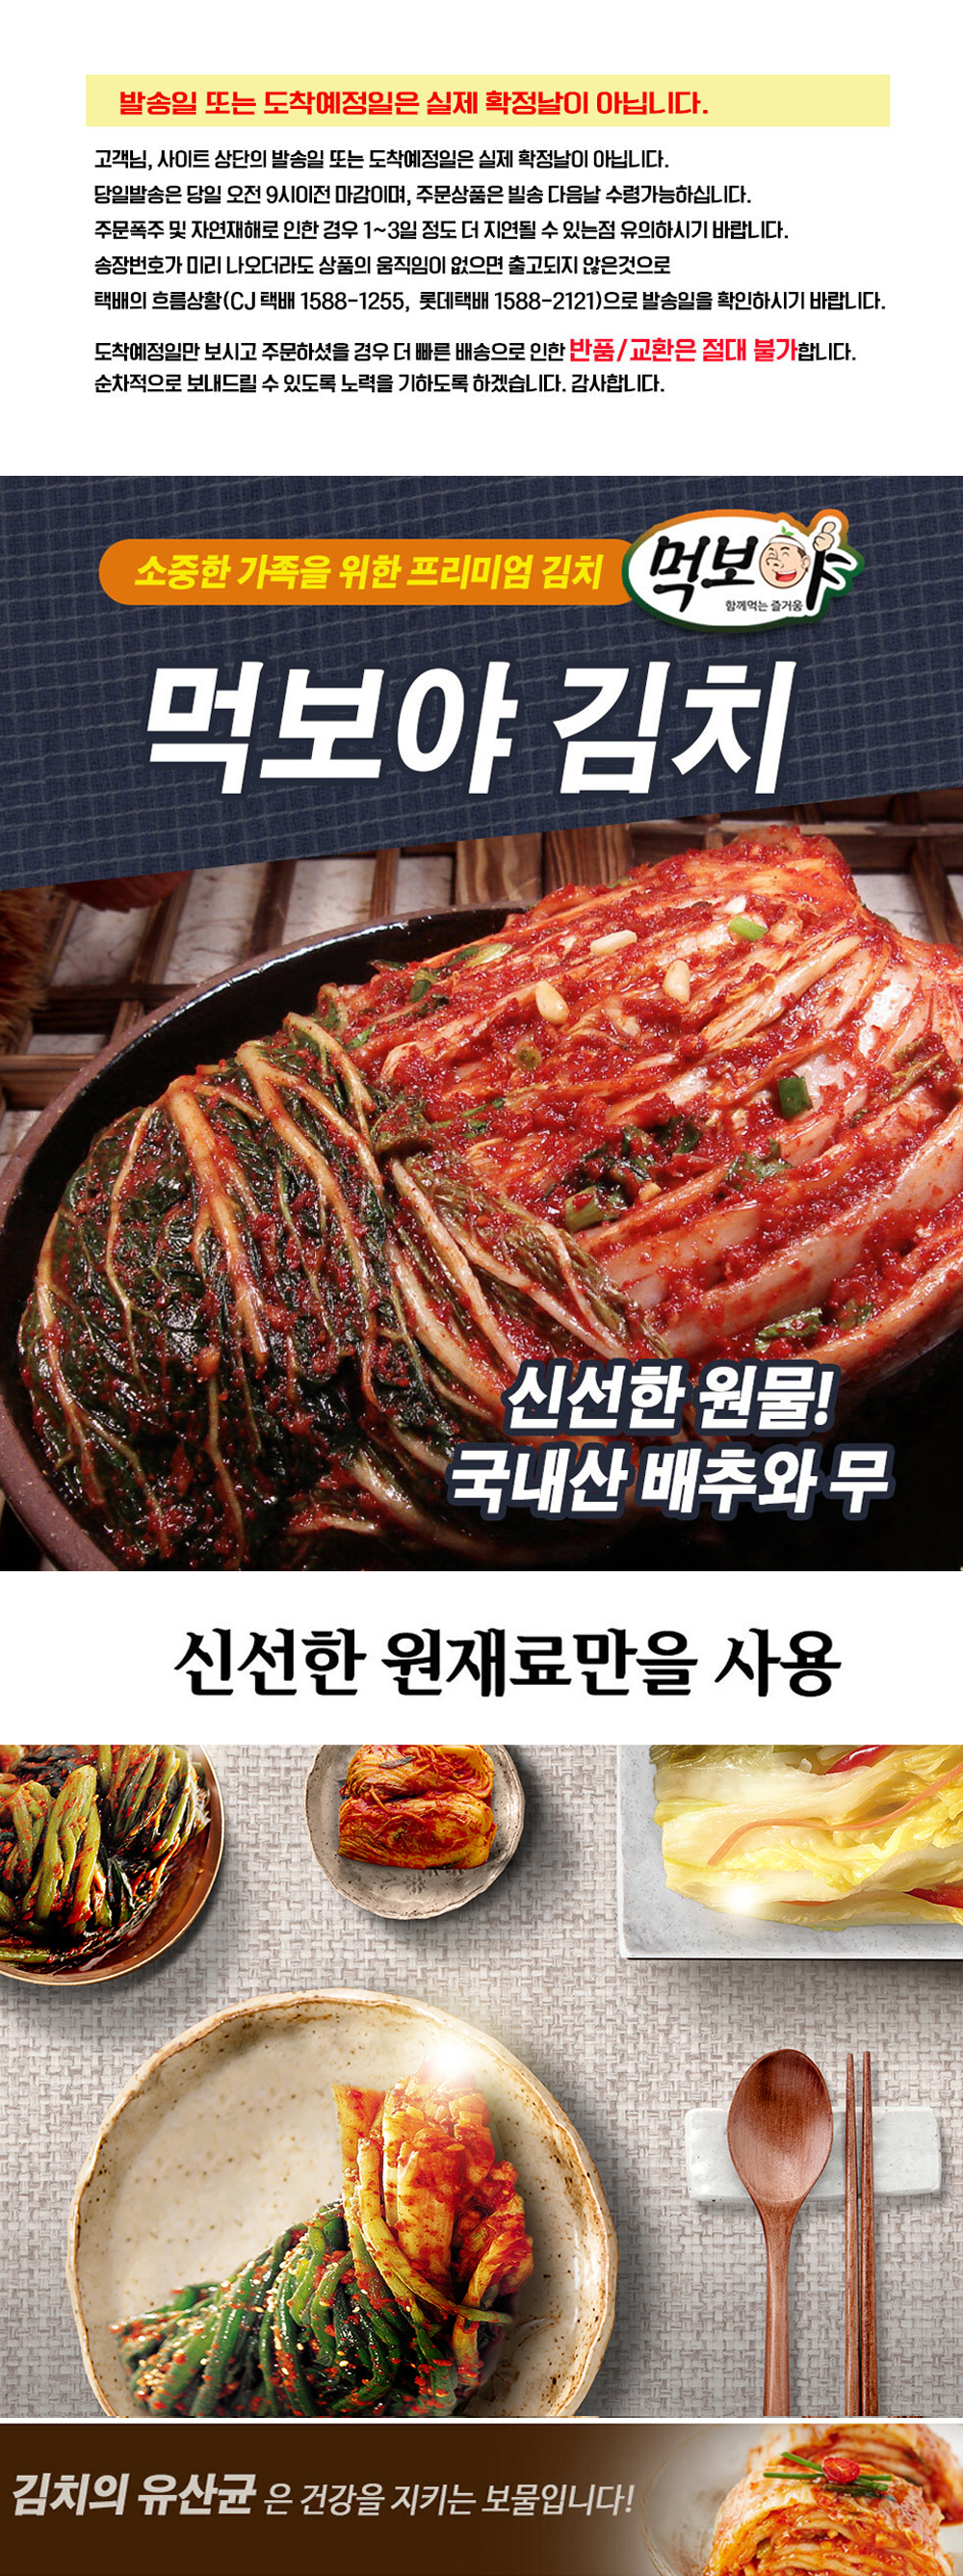 발송일 또는 도착예정일은 실제 확정날이 아닙니다.
고객님, 사이트 상단의 발송일 또는 도착예정일은 실제 확정날이 아닙니다.
당일발송은 당일 오전 9시이전 마감이며, 주문상품은 빌송 다음날 수령가능하십니다.
주문폭주 및 자연재해로 인한 경우 1~3일 정도 더 지연될 수 있는점 유의하시기 바랍니다.
송장번호가 미리 나오더라도 상품의 움직임이 없으면 출고되지 않은것으로
택배의 흐름상황(CJ 택배 1588-1255, 롯데택배 1588-2121)으로 발송일을 확인하시기 바랍니다.
도착예정일만 보시고 주문하셨을 경우 더 빠른 배송으로 인한 반품/교환은 절대 불가합니다.
순차적으로 보내드릴 수 있도록 노력을 기하도록 하겠습니다. 감사합니다.
소중한 가족을 위한 프리미엄 김치
먹보야
함께먹는 즐거움
먹보야 김치
신선한 원물!
국내산 배추와 무
신선한 원재료만을 사용
김치의 유산균 은 건강을 지키는 보물입니다!